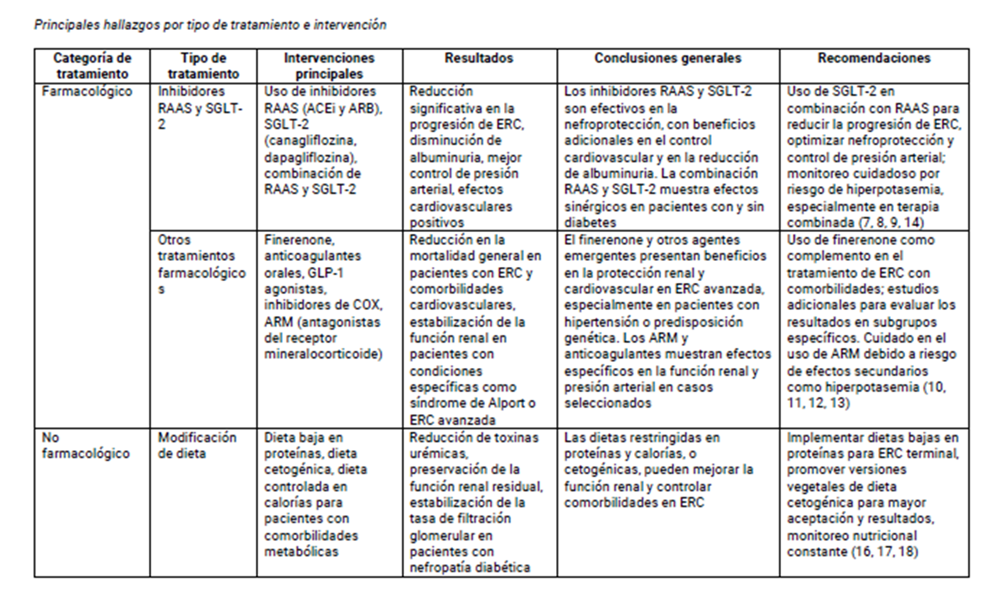 Principales hallazgos por tipo de tratamiento e intervención
Categoría de
tratamiento
Tipo de
tratamiento
Intervenciones
principales
Resultados
Conclusiones generales
Recomendaciones
Farmacológico
Inhibidores
RAAS y SGLT-
2
Uso de inhibidores
RAAS (ACEi y ARB),
SGLT-2
(canagliflozina,
dapagliflozina),
combinación de
RAAS y SGLT-2
Reducción
significativa en la
progresión de ERC,
disminución de
albuminuria, mejor
control de presión
arterial, efectos
cardiovasculares
positivos
Los inhibidores RAAS y SGLT-2
son efectivos en la
nefroprotección, con beneficios
adicionales en el control
cardiovascular y en la reducción
de albuminuria. La combinación
RAAS y SGLT-2 muestra efectos
sinérgicos en pacientes con y sin
diabetes
Uso de SGLT-2 en
combinación con RAAS para
reducir la progresión de ERC,
optimizar nefroprotección y
control de presión arterial;
monitoreo cuidadoso por
riesgo de hiperpotasemia,
especialmente en terapia
combinada (7, 8, 9, 14)
Otros
tratamientos
farmacológico
s
Finerenone,
anticoagulantes
orales, GLP-1
agonistas,
inhibidores de COX,
ARM (antagonistas
del receptor
mineralocorticoide)
Reducción en la
mortalidad general en
pacientes con ERC y
comorbilidades
cardiovasculares,
estabilización de la
función renal en
pacientes con
condiciones
específicas como
síndrome de Alport o
ERC avanzada
El finerenone y otros agentes
emergentes presentan beneficios
en la protección renal y
cardiovascular en ERC avanzada,
especialmente en pacientes con
hipertensión o predisposición
genética. Los ARM y
anticoagulantes muestran efectos
específicos en la función renal y
presión arterial en casos
seleccionados
Uso de finerenone como
complemento en el
tratamiento de ERC con
comorbilidades; estudios
adicionales para evaluar los
resultados en subgrupos
específicos. Cuidado en el
uso de ARM debido a riesgo
de efectos secundarios
como hiperpotasemia (10,
11, 12, 13)
No
farmacológico
Modificación
de dieta
Dieta baja en
proteínas, dieta
cetogénica, dieta
controlada en
calorías para
pacientes con
comorbilidades
metabólicas
Reducción de toxinas
urémicas,
preservación de la
función renal residual,
estabilización de la
tasa de filtración
glomerular en
pacientes con
nefropatía diabética
Las dietas restringidas en
proteínas y calorías, o
cetogénicas, pueden mejorar la
función renal y controlar
comorbilidades en ERC
Implementar dietas bajas en
proteínas para ERC terminal,
promover versiones
vegetales de dieta
cetogénica para mayor
aceptación y resultados,
monitoreo nutricional
constante (16, 17, 18)